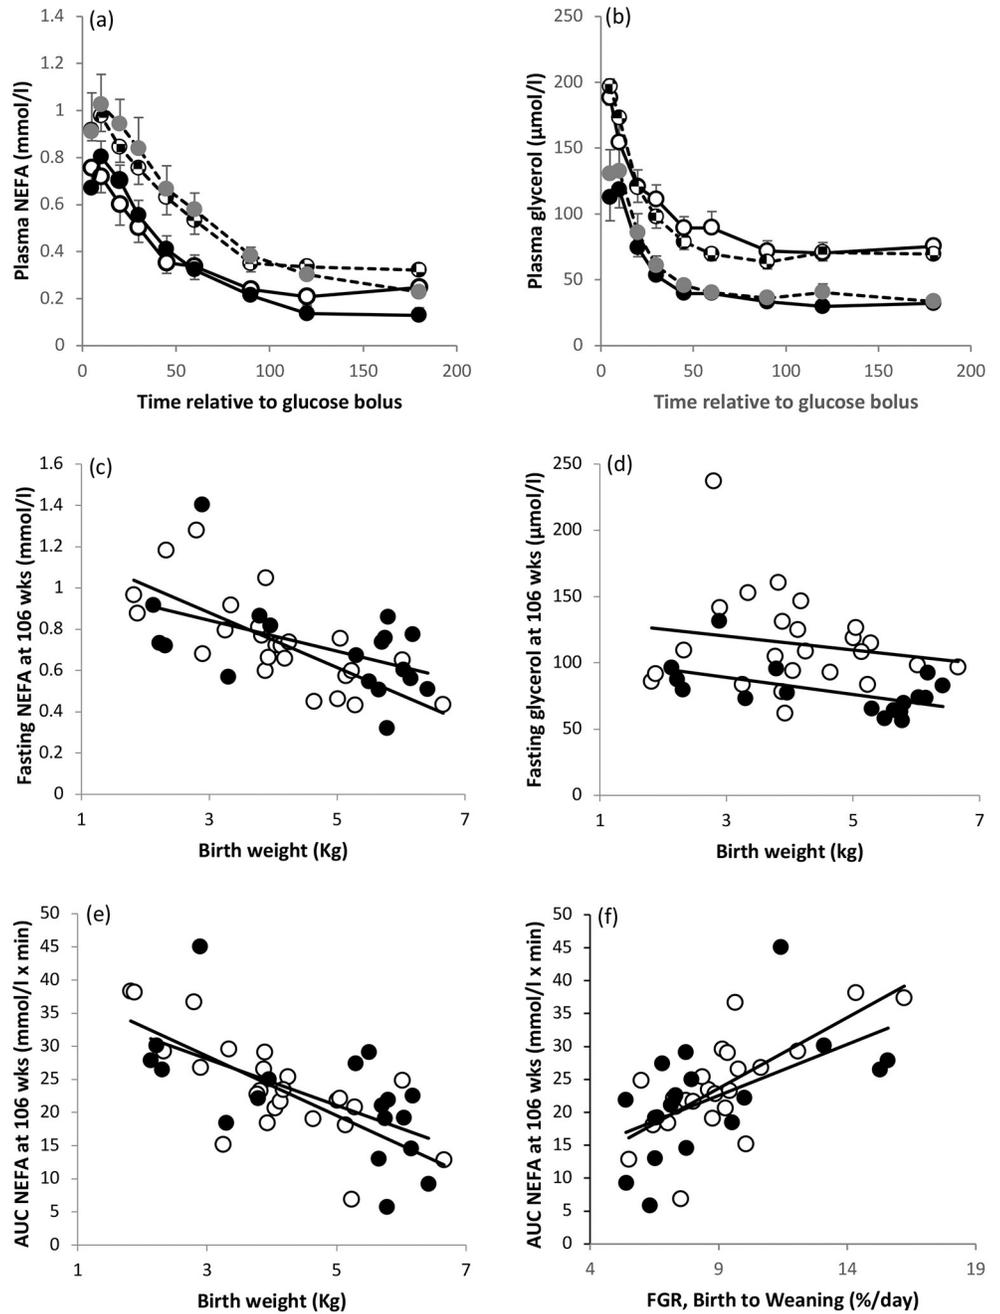 (a)
Plasma NEFA (mmol/l)
1.4
1.2
1
0.8
0.6
0.4
0.2
0
0 50 100 150 200
Time relative to glucose bolus
(b)
Plasma glycerol (µmol/l)
250
200
150
100
50
0
0 50 100 150 200
Time relative to glucose bolus
(c)
Fasting NEFA at 106 wks (mmol/l)
1.6
1.4
1.2
1
0.8
0.6
0.4
0.2
0
1 3 5 7
Birth weight (Kg)
(d)
Fasting glycerol at 106 wks (µmol/l)
250
200
150
100
50
0
1 3 5 7
Birth weight (kg)
(e)
AUC NEFA at 106 wks (mmol/l x min)
50
45
40
35
30
25
20
15
10
5
0
1 3 5 7
Birth weight (Kg)
(f)
AUC NEFA at 106 wks (mmol/l x min)
50
45
40
35
30
25
20
15
10
5
0
4 9 14 19
FGR, Birth to Weaning (%/day)